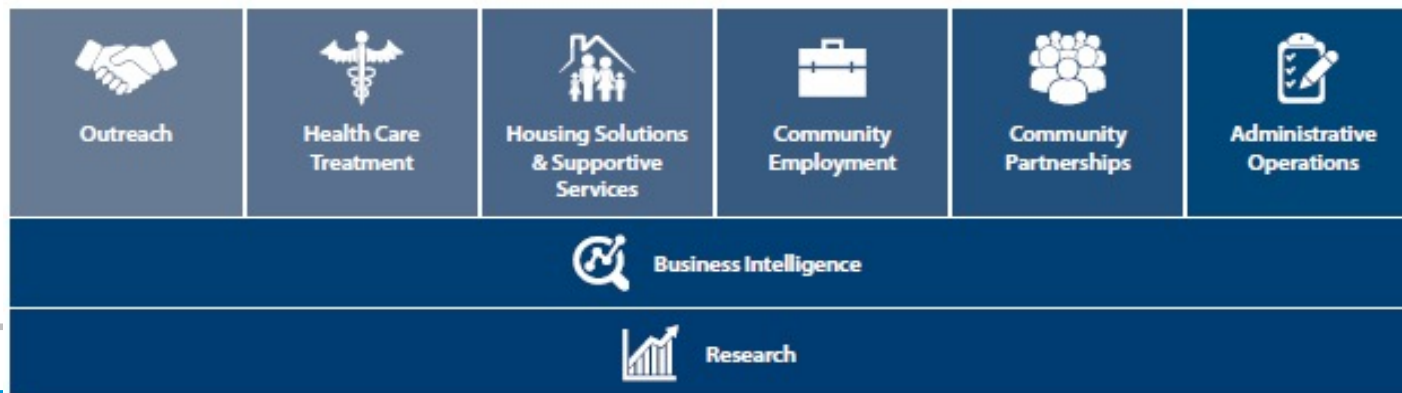 Outreach
Health Care
Treatment
Housing Solutions
& Supportive
Services
Community
Employment
Community
Partnerships
Administrative
Operations
Business Intelligence
Research